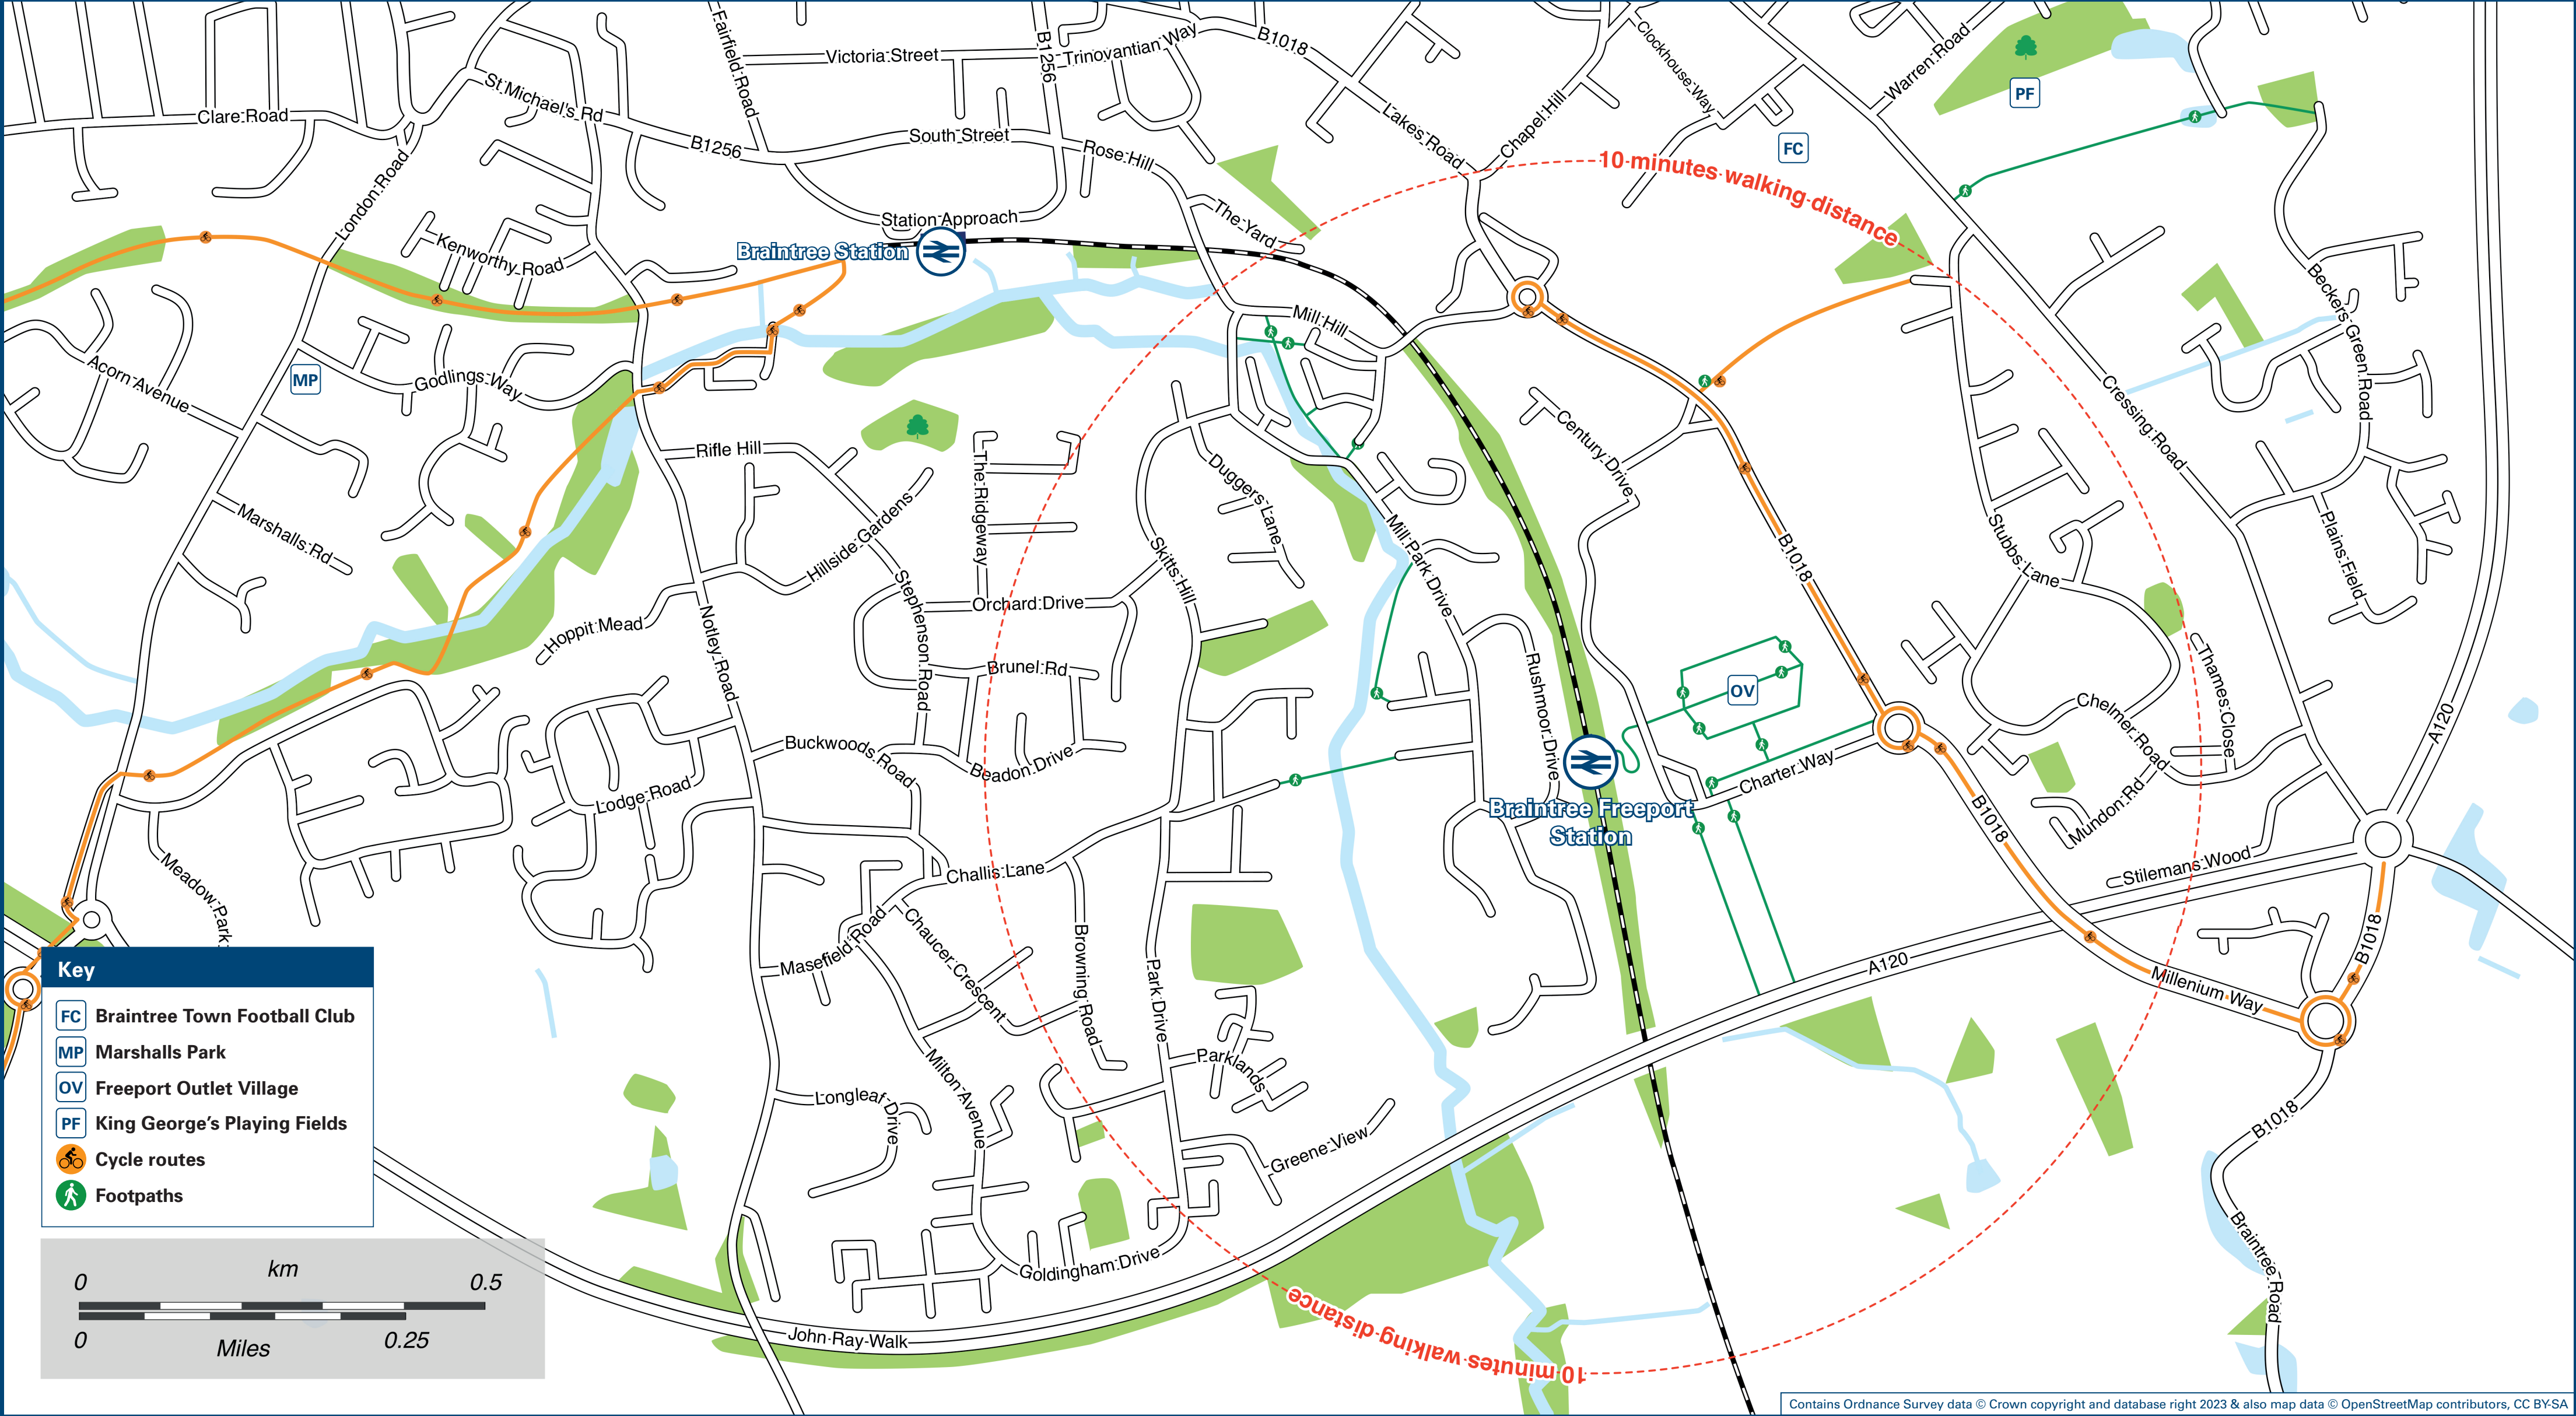 Fairfield Road
Victoria Street
B1256
Trinovantian Way
B1018
Clockhouse Way
Warren Road
PF
Clare Road
St Michael's Rd
B1256
South Street
Rose Hill
Lakes Road
Chapel Hill
FC
10 minutes walking distance
London Road
Station Approach
The Yard
Braintree Station
Kenworthy Road
Beckers Green Road
Mill Hill
Acorn Avenue
MP
Godlings Way
Cressing Road
Century Drive
Rifle Hill
The Ridgeway
Duggers Lane
Marshalls Rd
Hillside Gardens
Mill Park Drive
B1018
Stubbs Lane
Plains Field
Skitts Hill
Stephenson Road
Orchard Drive
Hoppit Mead
Notley Road
Brunel Rd
Rushmoor Drive
OV
Thames Close
Chelmer Road
A120
Buckwoods Road
Beadon Drive
Lodge Road
Charter Way
Braintree Freeport
Station
B1018
Mundon Rd
Stilemans Wood
Meadow Park
Challis Lane
Masefield Road
Chaucer Crescent
Browning Road
Park Drive
A120
B1018
Millenium Way
Parklands
Milton Avenue
Longleaf Drive
Greene View
B1018
Goldingham Drive
Braintree Road
John Ray Walk
10 minutes walking distance
Key
FC Braintree Town Football Club
MP Marshalls Park
OV Freeport Outlet Village
PF King George's Playing Fields
Cycle routes
Footpaths
km
0 0.5
0 0.25
Miles
Contains Ordnance Survey data © Crown copyright and database right 2023 & also map data © OpenStreetMap contributors, CC BY-SA